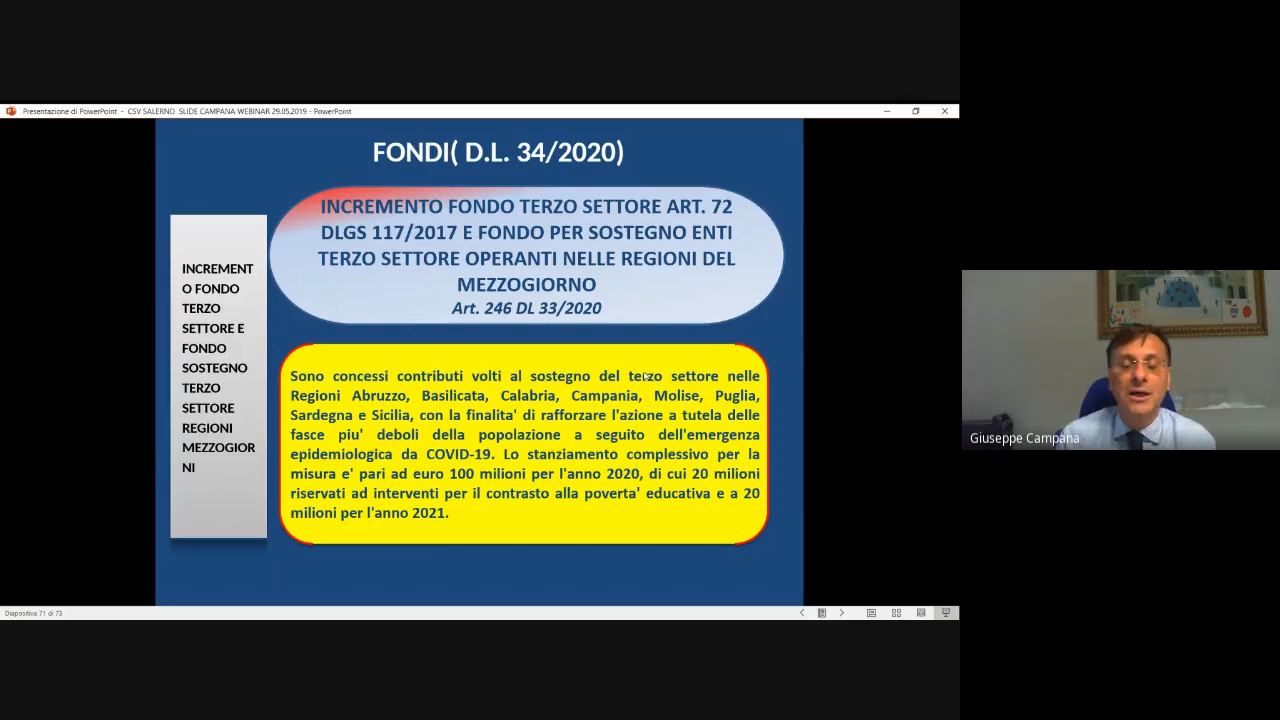 Presentazione di PowerPoint - CSV SALERNO SLIDE CAMPANA WEBINAR 29.05.2019 - PowerPoint
FONDI( D.L. 34/2020)
INCREMENTO FONDO TERZO SETTORE ART. 72
DLGS 117/2017 E FONDO PER SOSTEGNO ENTI
TERZO SETTORE OPERANTI NELLE REGIONI DEL
MEZZOGIORNO
Art. 246 DL 33/2020
INCREMENT
O FONDO
TERZO
SETTORE E
FONDO
SOSTEGNO
TERZO
SETTORE
REGIONI
MEZZOGIOR
NI
Sono concessi contributi volti al sostegno del terzo settore nelle
Regioni Abruzzo, Basilicata, Calabria, Campania, Molise, Puglia,
Sardegna e Sicilia, con la finalita' di rafforzare l'azione a tutela delle
fasce piu' deboli della popolazione a seguito dell'emergenza
epidemiologica da COVID-19. Lo stanziamento complessivo per la
misura e' pari ad euro 100 milioni per l'anno 2020, di cui 20 milioni
riservati ad interventi per il contrasto alla poverta' educativa e a 20
milioni per l'anno 2021.
Diapositiva 71 di 73
Giuseppe Campana